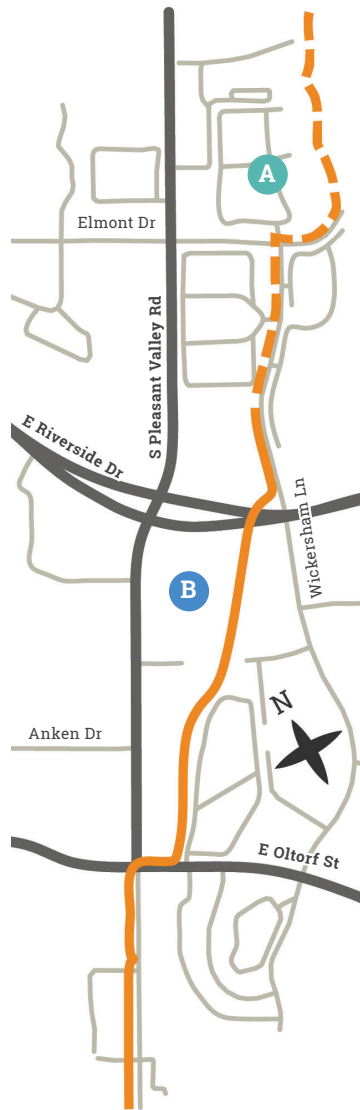 A
Elmont Dr
S Pleasant Valley Rd
E Riverside Dr
Wickersham Ln
B
N
Anken Dr
E Oltorf St